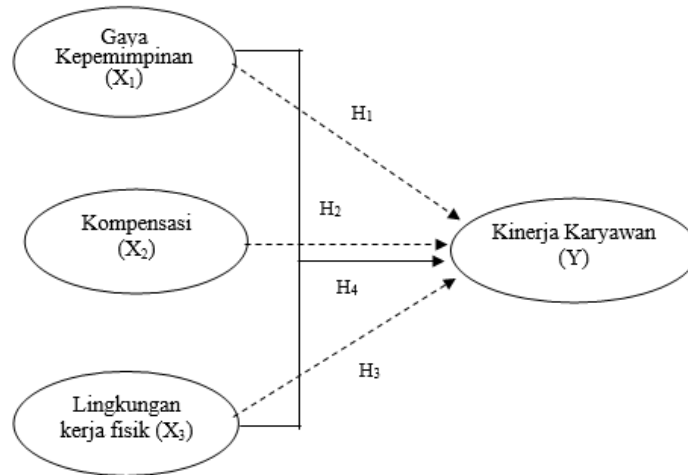 Gaya
Kepemimpinan
(X₁)
H₁
Kompensasi
(X₂)
H₂
Kinerja Karyawan
(Y)
H₄
H₃
Lingkungan
kerja fisik (X₃)